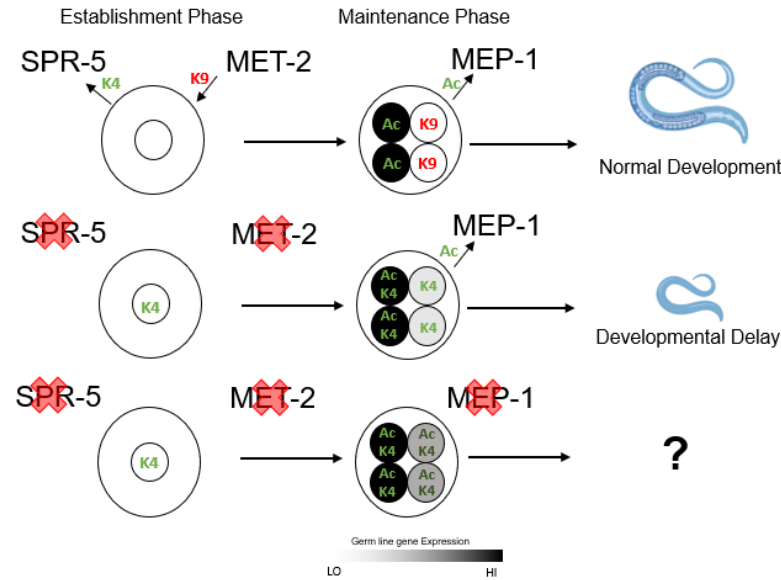 Establishment Phase Maintenance Phase
SPR-5 K4 K9 MET-2 Ac MEP-1
Ac K9
Ac K9
Normal Development
SPR-5 MET-2 MEP-1
Ac
K4
Ac K4 K4
Ac K4 K4
Developmental Delay
SPR-5 MET-2 MEP-1
K4
Ac K4 Ac K4
Ac K4 Ac K4
?
Germ line gene Expression
LO HI